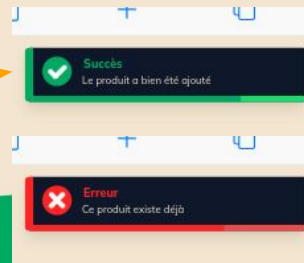 Succès
Le produit a bien été ajouté
Erreur
Ce produit existe déjà